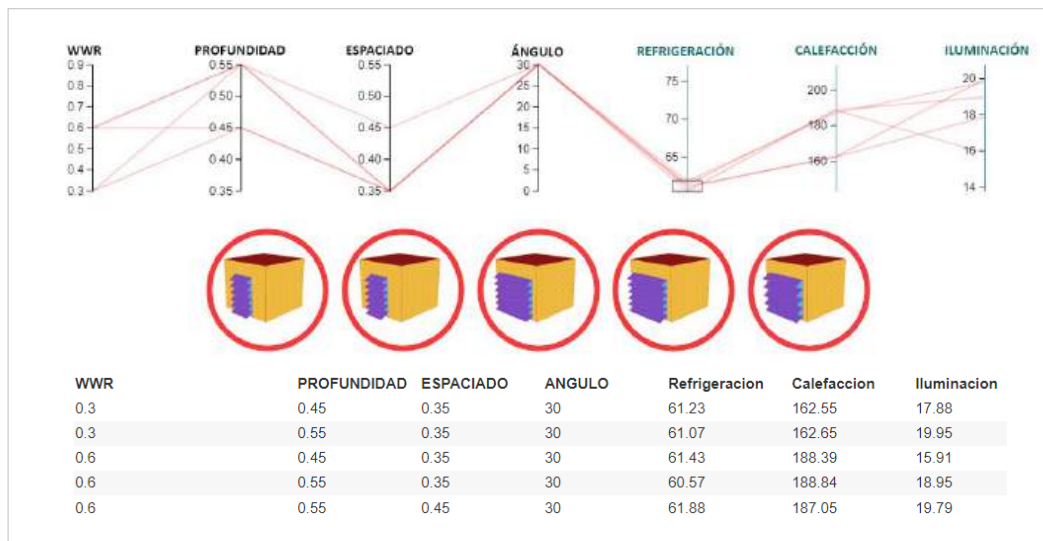 WWR PROFUNDIDAD ESPACIADO ÁNGULO REFRIGERACIÓN CALEFACCIÓN ILUMINACIÓN
0.9 0.55 0.55 30 75 200 20
0.8 0.50 0.50 25 70 180 18
0.7 0.45 0.45 20 65 160 16
0.6 0.40 0.40 15 14
0.5 0.35 0.35 10
0.4 5
0.3 0
WWR PROFUNDIDAD ESPACIADO ANGULO Refrigeracion Calefaccion Iluminacion
0.3 0.45 0.35 30 61.23 162.55 17.88
0.3 0.55 0.35 30 61.07 162.65 19.95
0.6 0.45 0.35 30 61.43 188.39 15.91
0.6 0.55 0.35 30 60.57 188.84 18.95
0.6 0.55 0.45 30 61.88 187.05 19.79